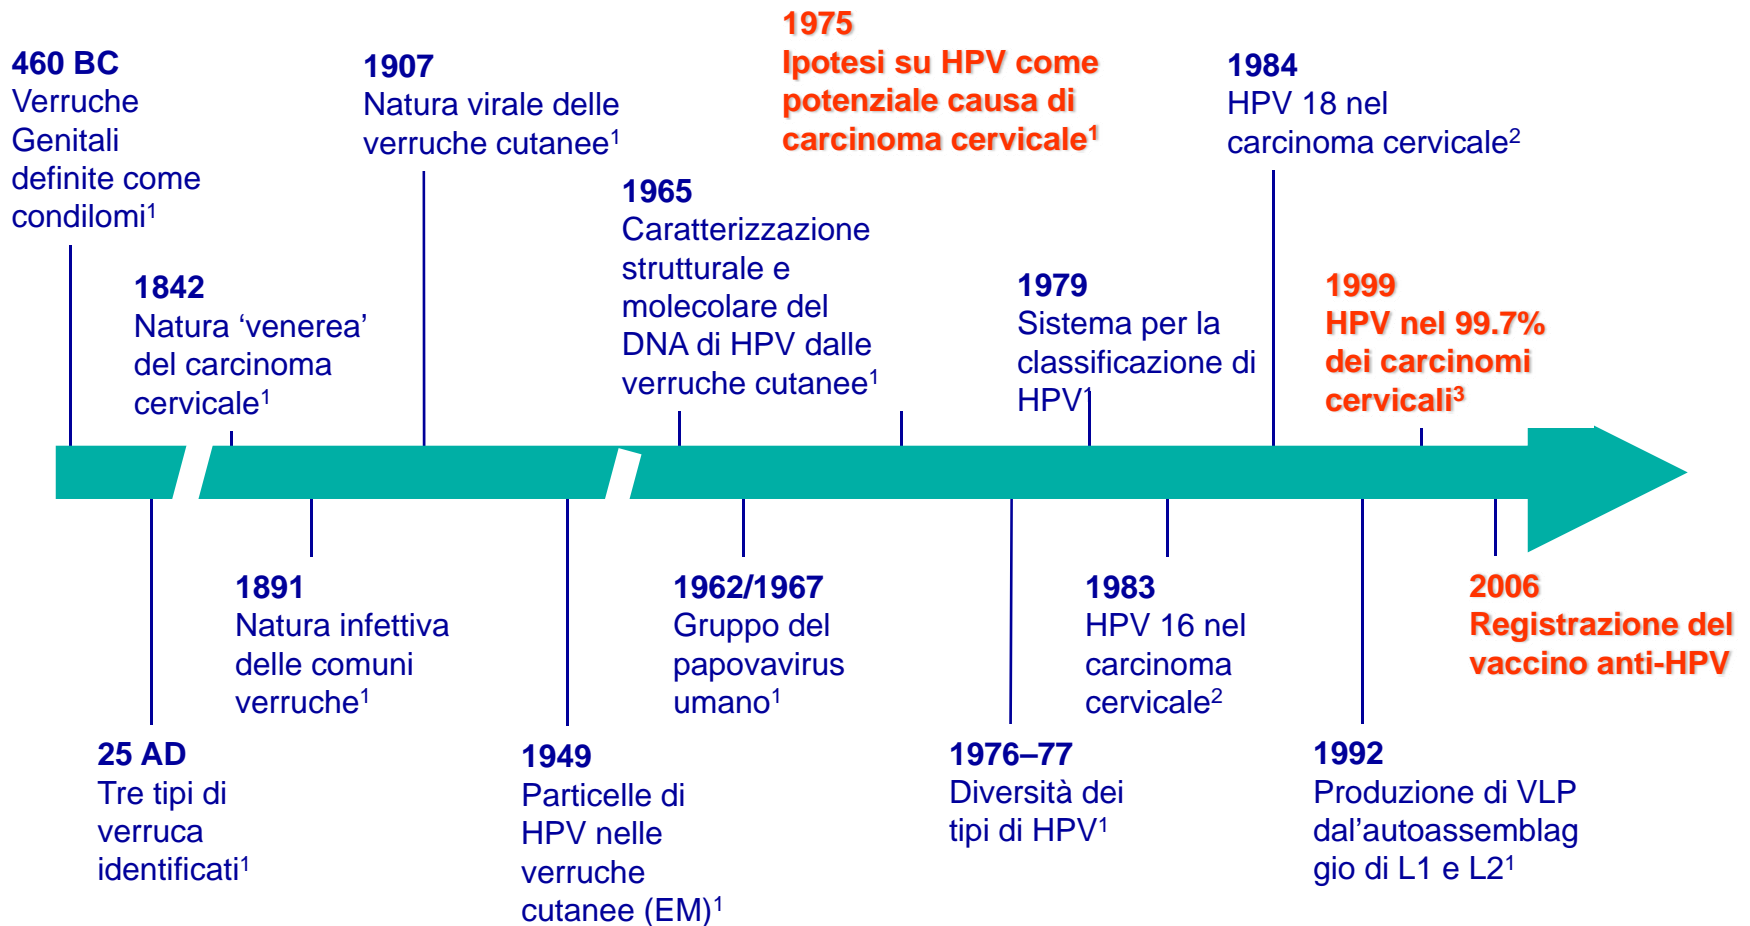 460 BC
Verruche
Genitali
definite come
condilomi¹
1842
Natura ‘venerea’
del carcinoma
cervicale¹
1907
Natura virale delle
verruche cutanee¹
1965
Caratterizzazione
strutturale e
molecolare del
DNA di HPV dalle
verruche cutanee¹
1975
Ipotesi su HPV come
potenziale causa di
carcinoma cervicale¹
1979
Sistema per la
classificazione di
HPV¹
1984
HPV 18 nel
carcinoma cervicale²
1999
HPV nel 99.7%
dei carcinomi
cervicali³
25 AD
Tre tipi di
verruca
identificati¹
1891
Natura infettiva
delle comuni
verruche¹
1949
Particelle di
HPV nelle
verruche
cutanee (EM)¹
1962/1967
Gruppo del
papovavirus
umano¹
1976–77
Diversità dei
tipi di HPV¹
1983
HPV 16 nel
carcinoma
cervicale²
1992
Produzione di VLP
dal’autoassemblag
gio di L1 e L2¹
2006
Registrazione del
vaccino anti-HPV